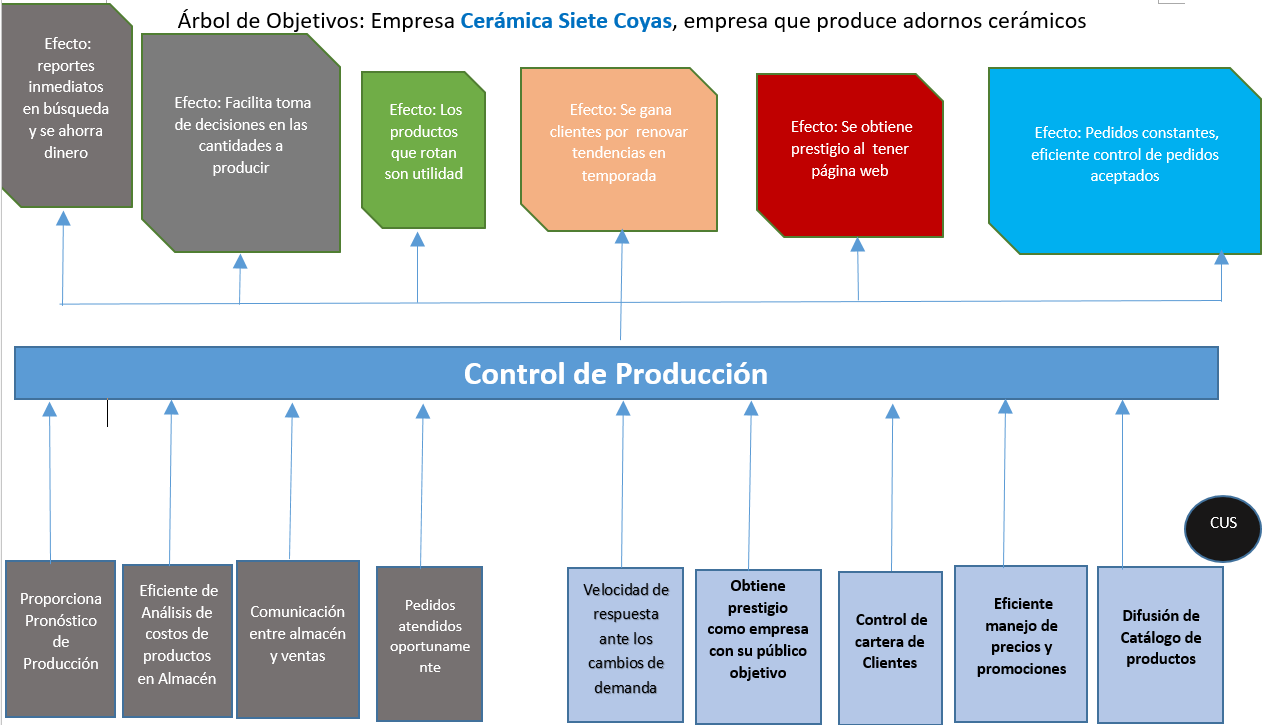 Árbol de Objetivos: Empresa Cerámica Siete Coyas, empresa que produce adornos cerámicos
Efecto:
reportes
inmediatos
en búsqueda
y se ahorra
dinero
Efecto: Facilita toma
de decisiones en las
cantidades a
producir
Efecto: Los
productos
que rotan
son utilidad
Efecto: Se gana
clientes por renovar
tendencias en
temporada
Efecto: Se obtiene
prestigio al tener
página web
Efecto: Pedidos constantes,
eficiente control de pedidos
aceptados
Control de Producción
CUS
Proporciona
Pronóstico
de
Producción
Eficiente de
Análisis de
costos de
productos
en Almacén
Comunicación
entre almacén
y ventas
Pedidos
atendidos
oportuname
nte
Velocidad de
respuesta
ante los
cambios de
demanda
Obtiene
prestigio
como empresa
con su público
objetivo
Control de
cartera de
Clientes
Eficiente
manejo de
precios y
promociones
Difusión de
Catálogo de
productos